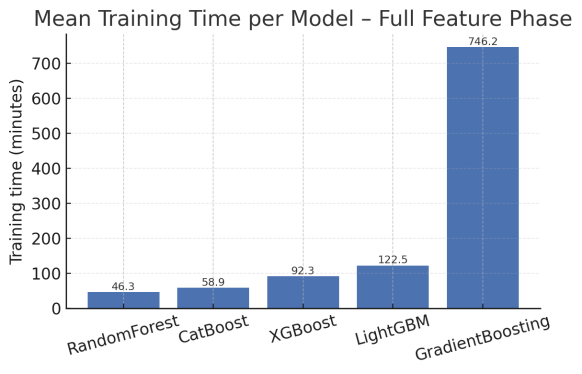 Mean Training Time per Model – Full Feature Phase
Training time (minutes)
700
600
500
400
300
200
100
0
46.3
58.9
92.3
122.5
746.2
RandomForest
CatBoost
XGBoost
LightGBM
GradientBoosting